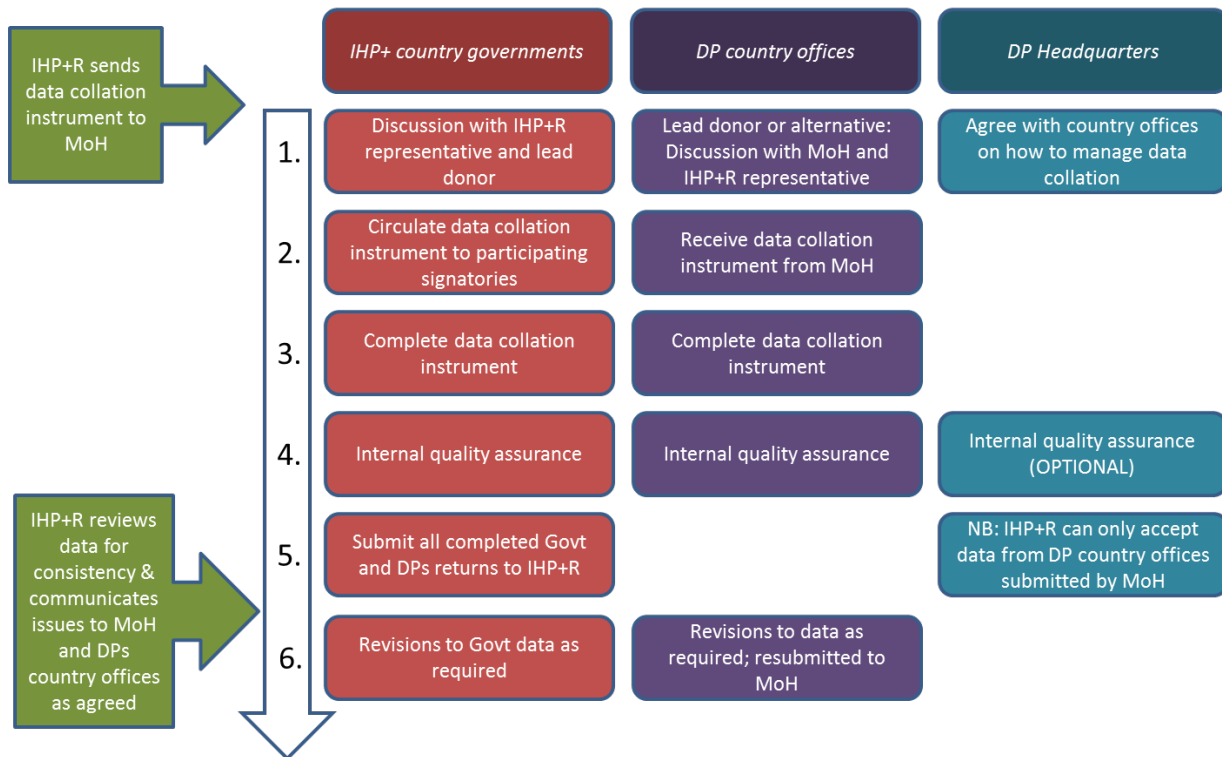 IHP+R sends
data collation
instrument to
MoH
IHP+ country governments
DP country offices
DP Headquarters
1.
Discussion with IHP+R
representative and lead
donor
Lead donor or alternative:
Discussion with MoH and
IHP+R representative
Agree with country offices
on how to manage data
collation
2.
Circulate data collation
instrument to participating
signatories
Receive data collation
instrument from MoH
3.
Complete data collation
instrument
Complete data collation
instrument
4.
Internal quality assurance
Internal quality assurance
Internal quality assurance
(OPTIONAL)
IHP+R reviews
data for
consistency &
communicates
issues to MoH
and DPs
country offices
as agreed
5.
Submit all completed Govt
and DPs returns to IHP+R
NB: IHP+R can only accept
data from DP country offices
submitted by MoH
6.
Revisions to Govt data as
required
Revisions to data as
required; resubmitted to
MoH